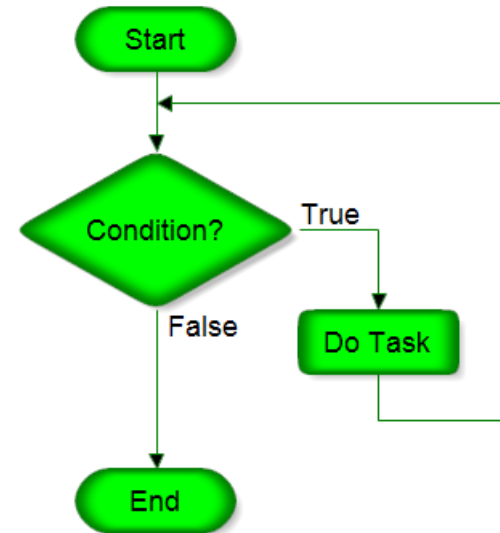 Start
Condition?
True
False
Do Task
End